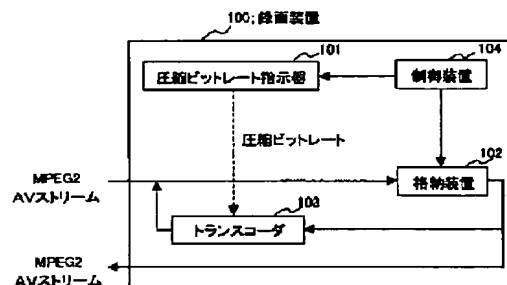 100;録画装置
101
104
圧縮ビットレート指示器
制御装置
圧縮ビットレート
102
MPEG2
AVストリーム
格納装置
103
トランスコーダ
MPEG2
AVストリーム